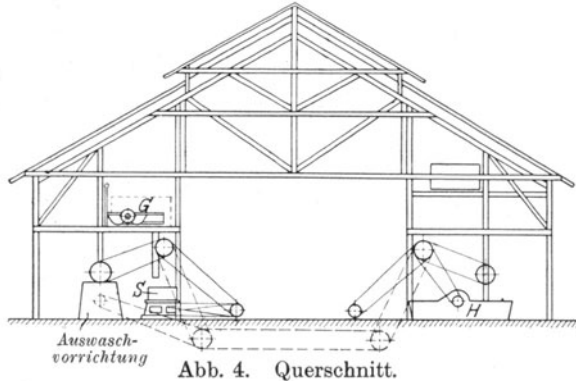 G
S
H
Auswasch-
vorrichtung
Abb. 4. Querschnitt.